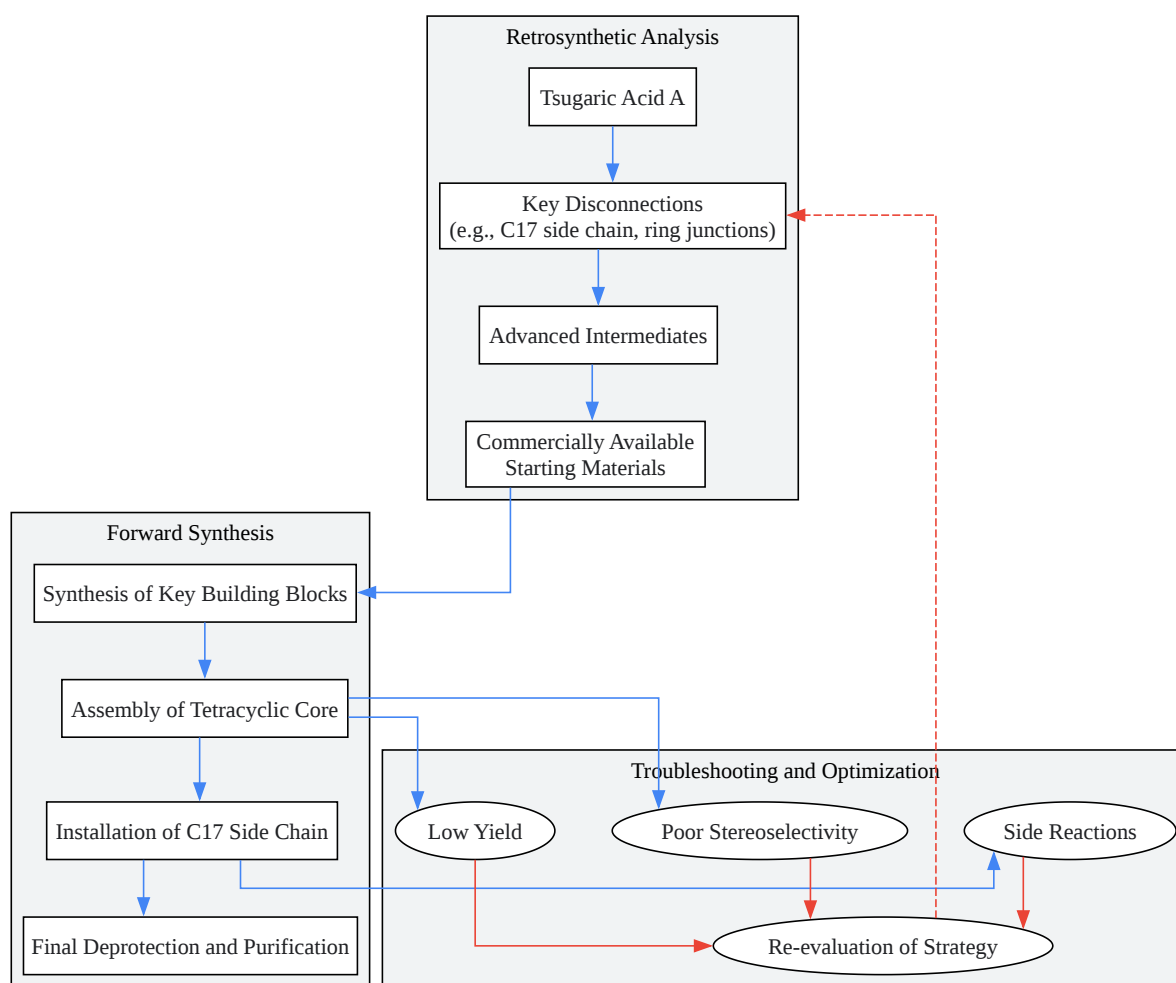 Retrosynthetic Analysis
Tsugaric Acid A
Key Disconnections
(e.g., C17 side chain, ring junctions)
Advanced Intermediates
Commercially Available
Starting Materials
Forward Synthesis
Synthesis of Key Building Blocks
Assembly of Tetracyclic Core
Installation of C17 Side Chain
Final Deprotection and Purification
Troubleshooting and Optimization
Low Yield
Poor Stereoselectivity
Side Reactions
Re-evaluation of Strategy